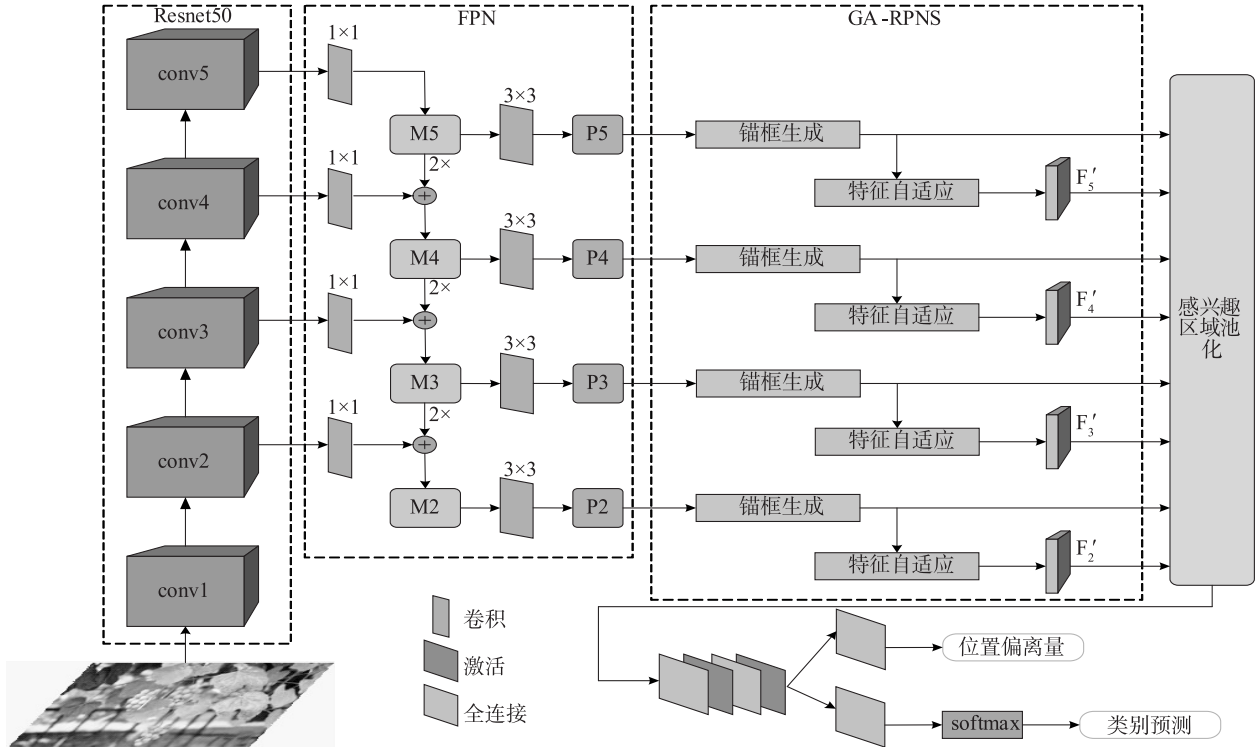 Resnet50
FPN
GA-RPNS
conv5
conv4
conv3
conv2
conv1
1×1
1×1
1×1
1×1
M5
2×
M4
2×
M3
2×
M2
+
+
+
3×3
3×3
3×3
3×3
P5
P4
P3
P2
锚框生成
特征自适应
F5′
锚框生成
特征自适应
F4′
锚框生成
特征自适应
F3′
锚框生成
特征自适应
F2′
感兴趣
区域池
化
卷积
激活
全连接
位置偏离量
softmax
类别预测